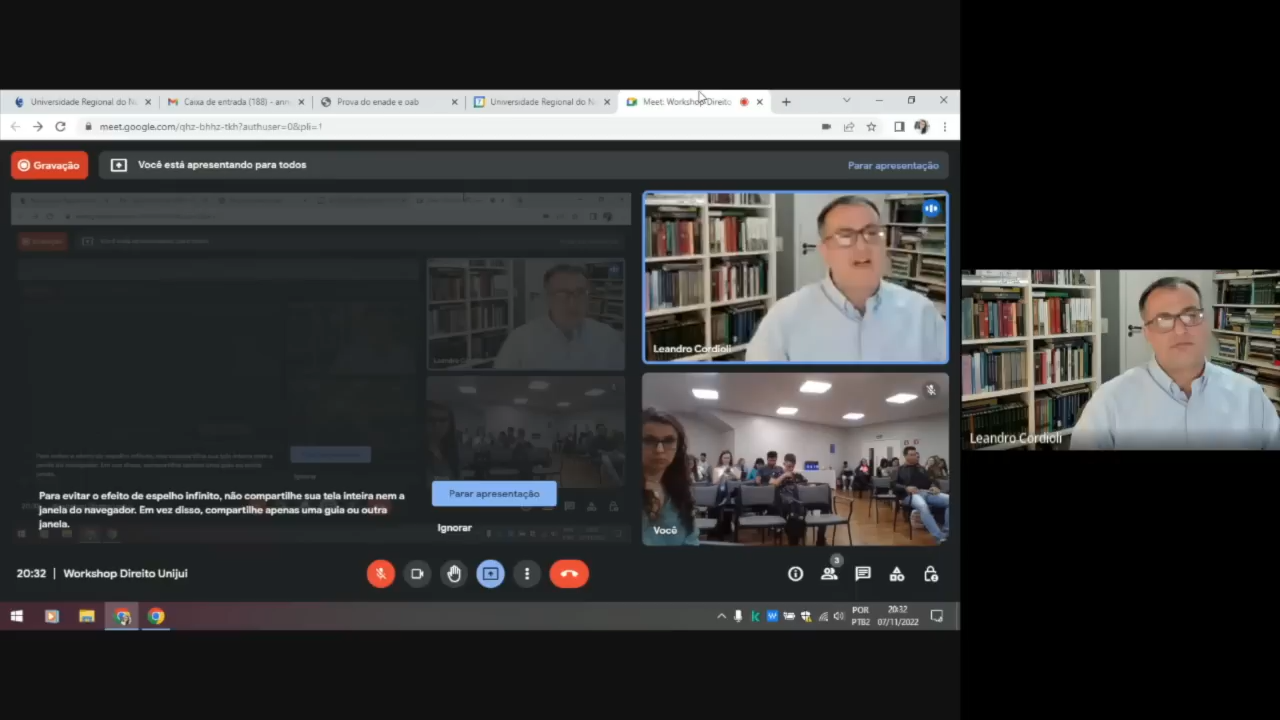 Universidade Regional do N
Caixa de entrada (188) - ann
Prova do enade e oab
Universidade Regional do N
Meet: Workshop Direito
meet.google.com/qhz-bhhz-tkh?authuser=0&pli=1
Gravação
Você está apresentando para todos
Parar apresentação
Leandro Cordioli
Para evitar o efeito de espelho infinito, não compartilhe sua tela inteira nem a
janela do navegador. Em vez disso, compartilhe apenas uma guia ou outra
janela.
Parar apresentação
Ignorar
Você
Leandro Cordioli
20:32 | Workshop Direito Unijui
3
POR
PTB2
20:32
07/11/2022